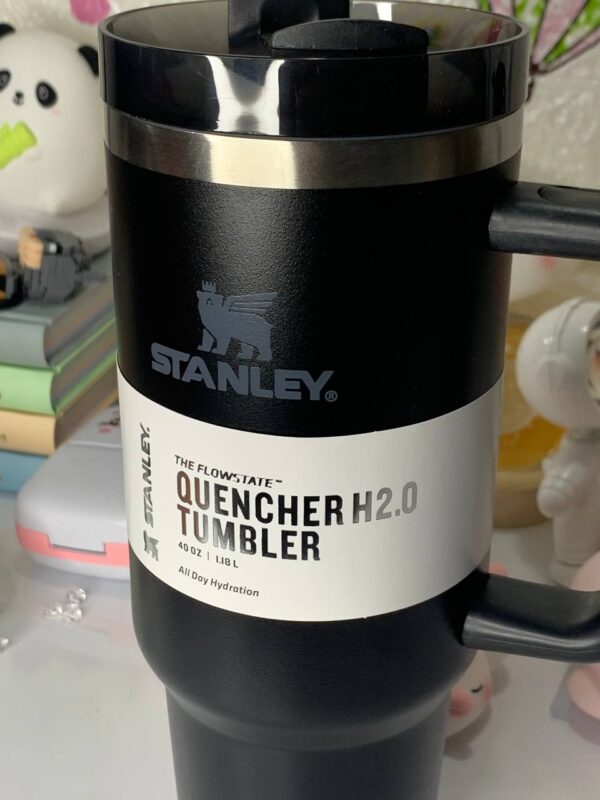 STANLEY®
STANLEY.
THE FLOWSTATE™
QUENCHER H2.0
TUMBLER
40 OZ | 1.18 L
All Day Hydration